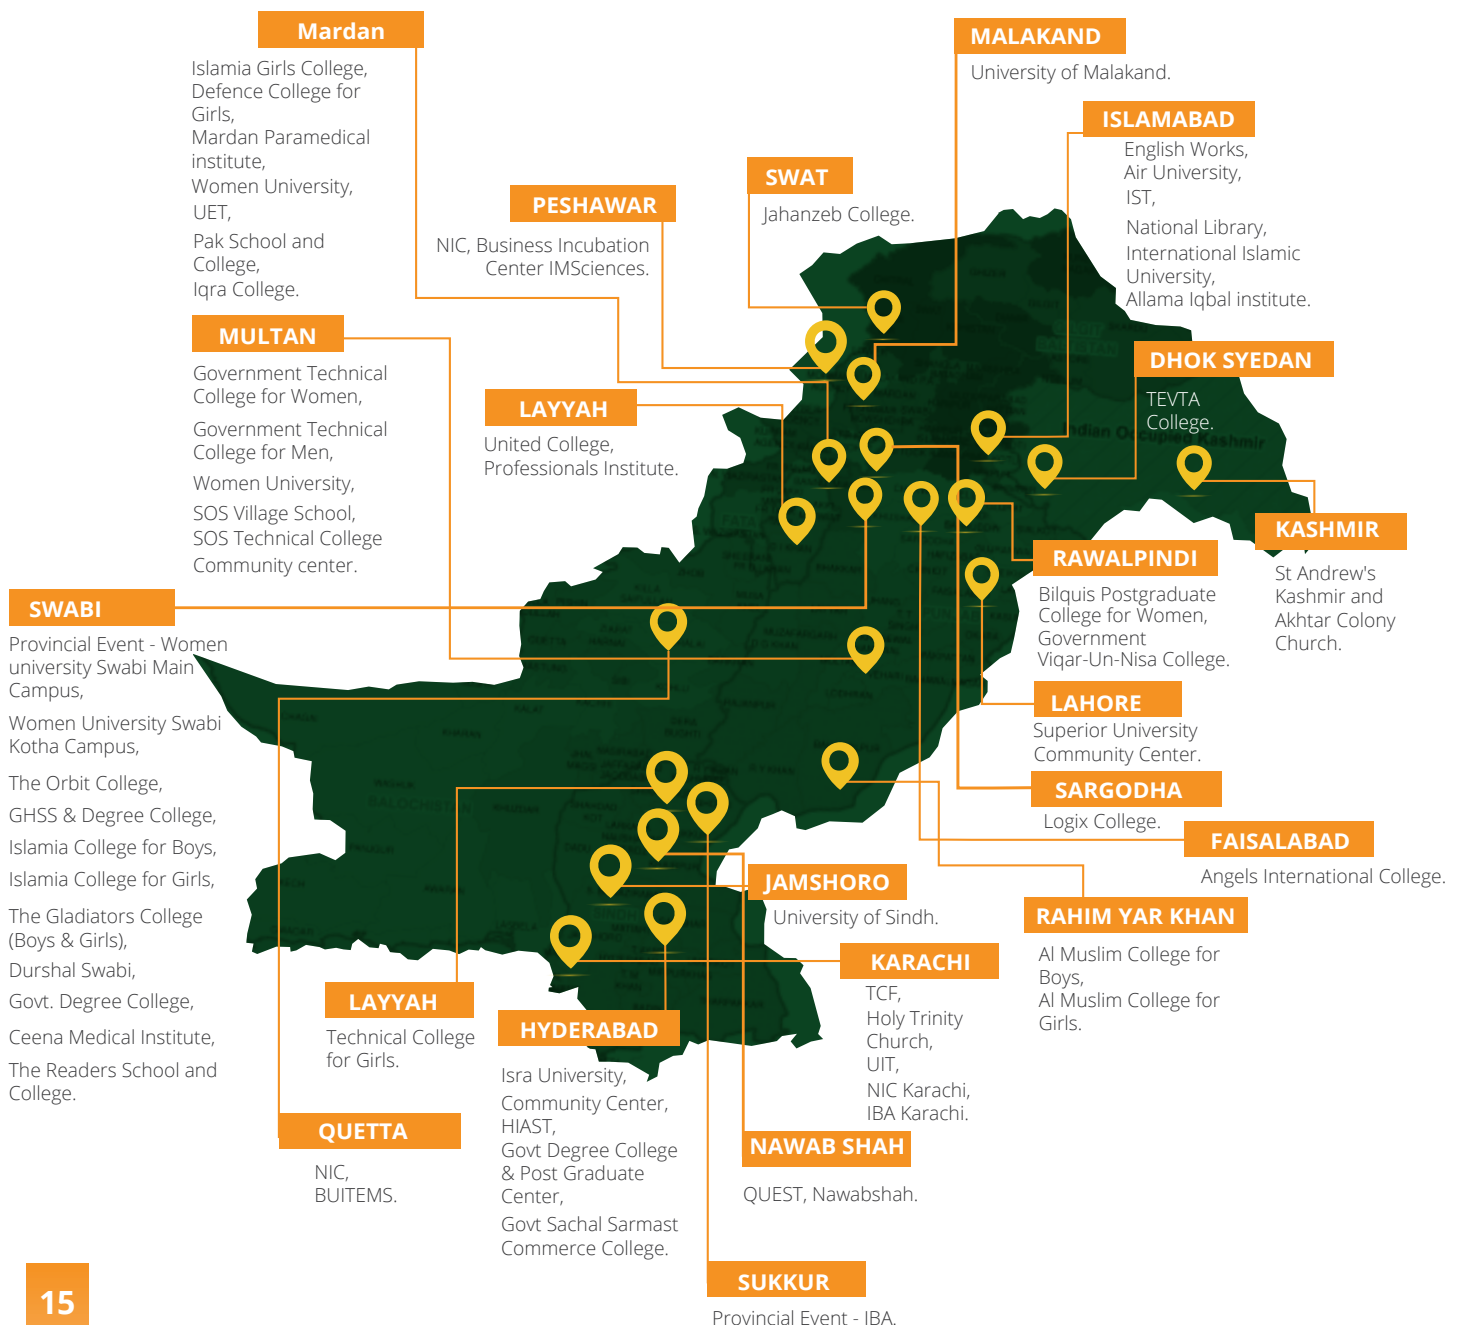 Mardan
Islamia Girls College,
Defence College for
Girls,
Mardan Paramedical
institute,
Women University,
UET,
Pak School and
College,
Iqra College.
MALAKAND
University of Malakand.
ISLAMABAD
English Works,
Air University,
IST,
National Library,
International Islamic
University,
Allama Iqbal institute.
SWAT
Jahanzeb College.
PESHAWAR
NIC, Business Incubation
Center IMSciences.
MULTAN
Government Technical
College for Women,
Government Technical
College for Men,
Women University,
SOS Village School,
SOS Technical College
Community center.
LAYYAH
United College,
Professionals Institute.
DHOK SYEDAN
TEVTA
College.
Indian Occupied Kashmir
KASHMIR
St Andrew's
Kashmir and
Akhtar Colony
Church.
RAWALPINDI
Bilquis Postgraduate
College for Women,
Government
Viqar-Un-Nisa College.
SWABI
Provincial Event - Women
university Swabi Main
Campus,
Women University Swabi
Kotha Campus,
The Orbit College,
GHSS & Degree College,
Islamia College for Boys,
Islamia College for Girls,
The Gladiators College
(Boys & Girls),
Durshal Swabi,
Govt. Degree College,
Ceena Medical Institute,
The Readers School and
College.
LAHORE
Superior University
Community Center.
SARGODHA
Logix College.
FAISALABAD
Angels International College.
BALOCHISTAN
JAMSHORO
University of Sindh.
RAHIM YAR KHAN
Al Muslim College for
Boys,
Al Muslim College for
Girls.
KARACHI
TCF,
Holy Trinity
Church,
UIT,
NIC Karachi,
IBA Karachi.
LAYYAH
Technical College
for Girls.
HYDERABAD
Isra University,
Community Center,
HIAST,
Govt Degree College
& Post Graduate
Center,
Govt Sachal Sarmast
Commerce College.
QUETTA
NIC,
BUITEMS.
NAWAB SHAH
QUEST, Nawabshah.
SUKKUR
Provincial Event - IBA.
15